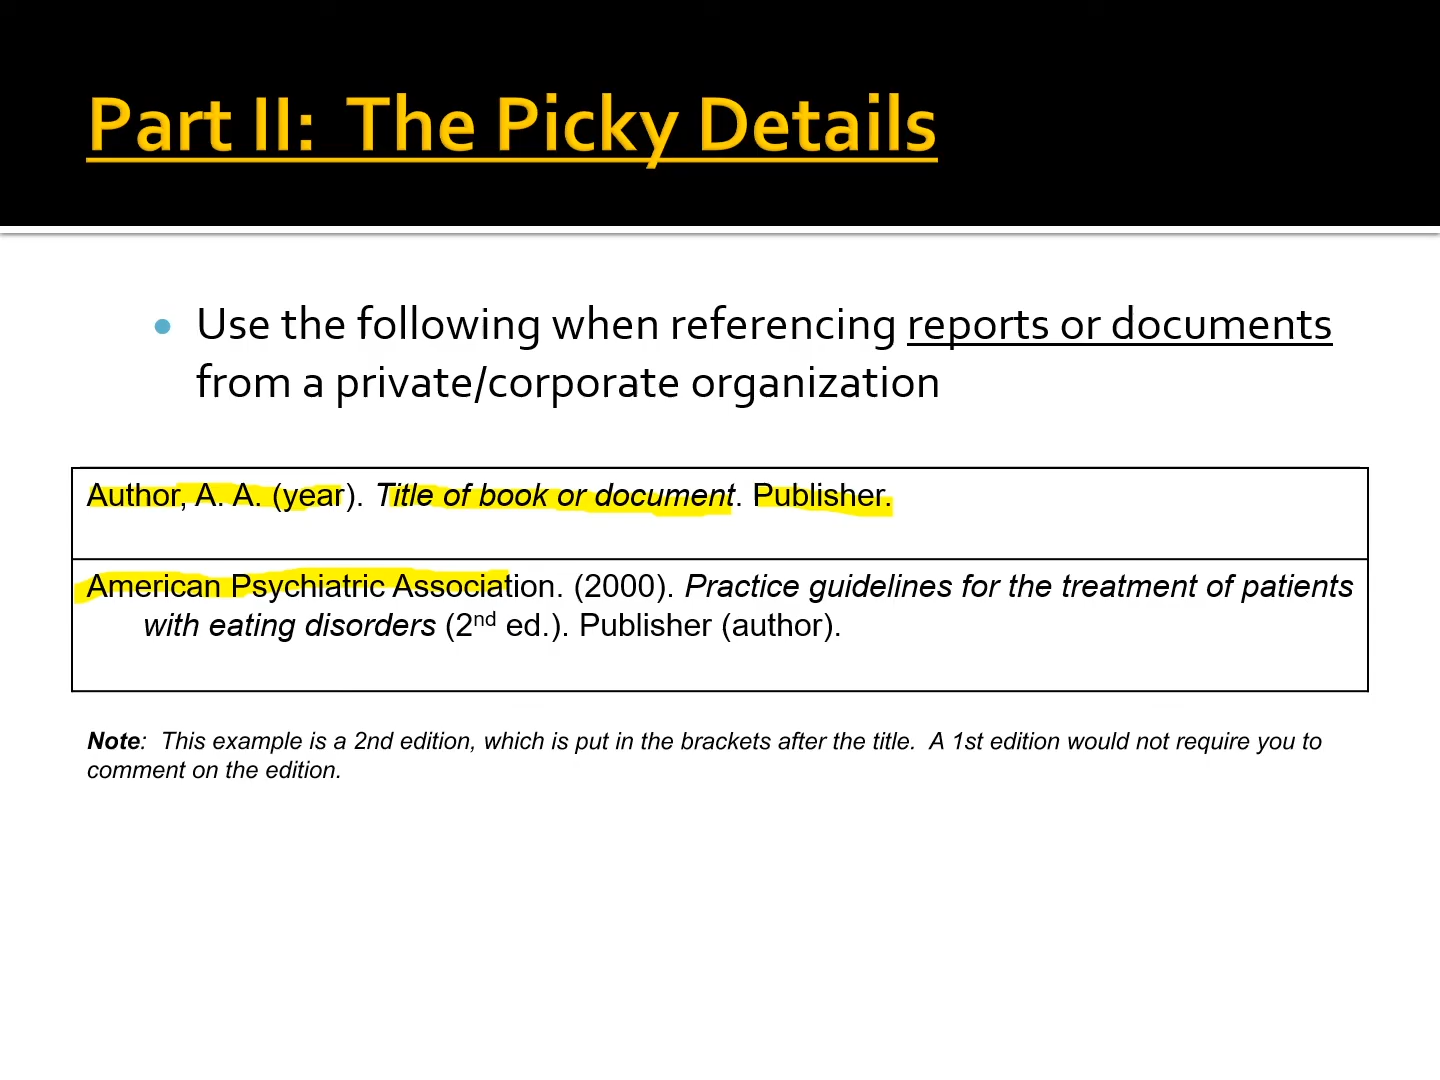 Part II:  The Picky Details
• Use the following when referencing reports or documents
from a private/corporate organization
Author, A. A. (year). Title of book or document. Publisher.
American Psychiatric Association. (2000). Practice guidelines for the treatment of patients
with eating disorders (2nd ed.). Publisher (author).
Note:  This example is a 2nd edition, which is put in the brackets after the title.  A 1st edition would not require you to
comment on the edition.